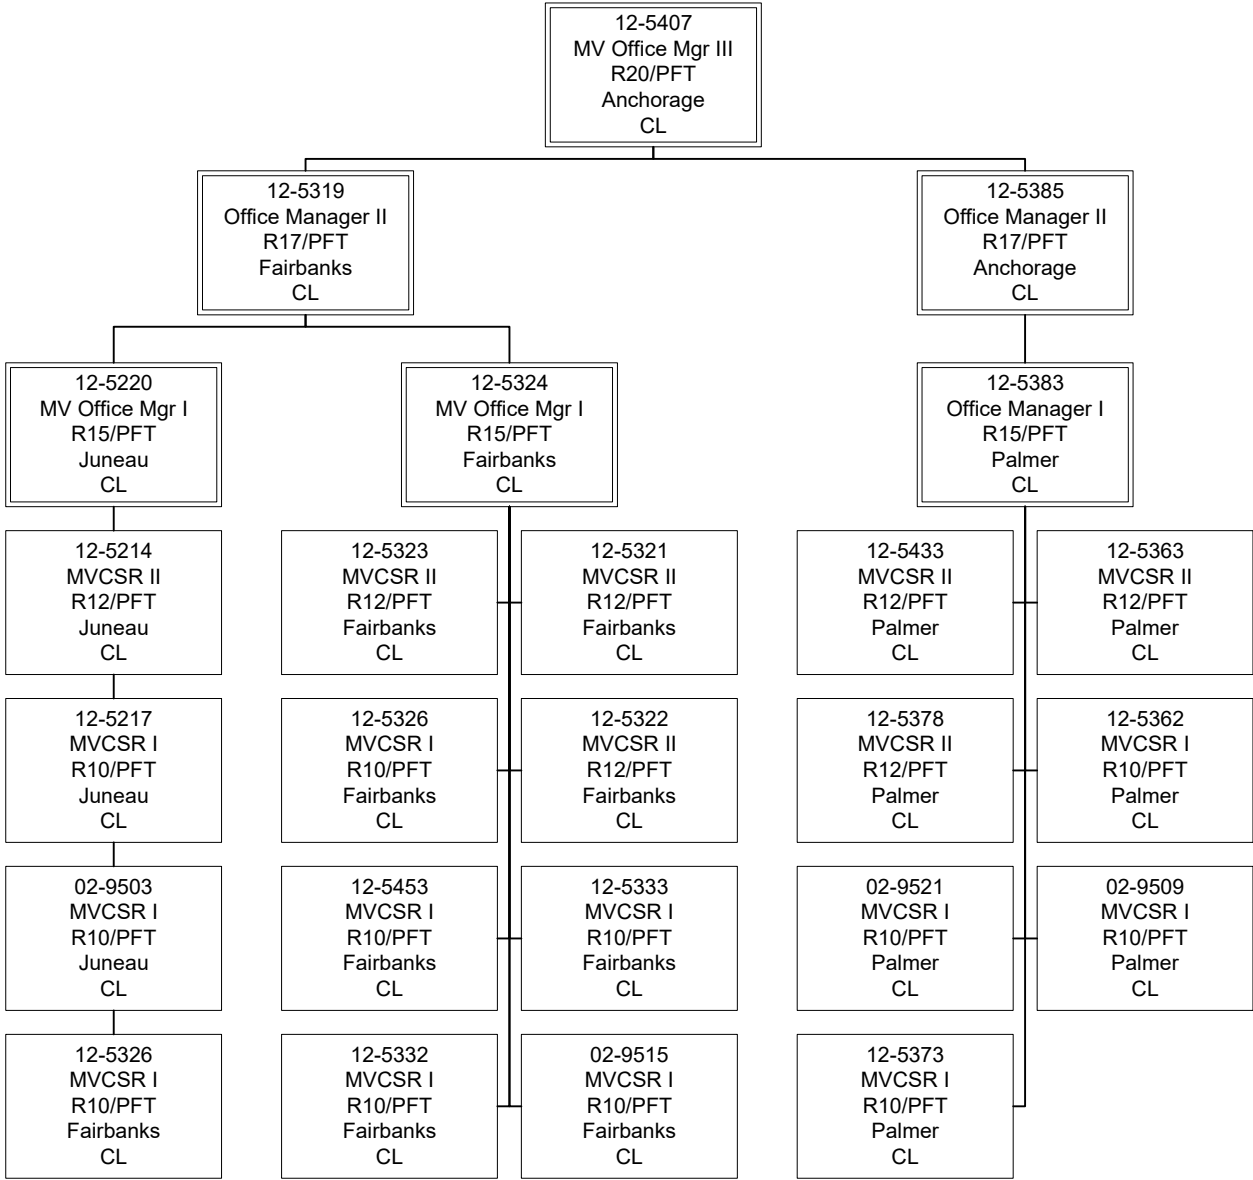 12-5407
MV Office Mgr III
R20/PFT
Anchorage
CL
12-5319
Office Manager II
R17/PFT
Fairbanks
CL
12-5385
Office Manager II
R17/PFT
Anchorage
CL
12-5220
MV Office Mgr I
R15/PFT
Juneau
CL
12-5324
MV Office Mgr I
R15/PFT
Fairbanks
CL
12-5383
Office Manager I
R15/PFT
Palmer
CL
12-5214
MVCSR II
R12/PFT
Juneau
CL
12-5323
MVCSR II
R12/PFT
Fairbanks
CL
12-5321
MVCSR II
R12/PFT
Fairbanks
CL
12-5433
MVCSR II
R12/PFT
Palmer
CL
12-5363
MVCSR II
R12/PFT
Palmer
CL
12-5217
MVCSR I
R10/PFT
Juneau
CL
12-5326
MVCSR I
R10/PFT
Fairbanks
CL
12-5322
MVCSR II
R12/PFT
Fairbanks
CL
12-5378
MVCSR II
R12/PFT
Palmer
CL
12-5362
MVCSR I
R10/PFT
Palmer
CL
02-9503
MVCSR I
R10/PFT
Juneau
CL
12-5453
MVCSR I
R10/PFT
Fairbanks
CL
12-5333
MVCSR I
R10/PFT
Fairbanks
CL
02-9521
MVCSR I
R10/PFT
Palmer
CL
02-9509
MVCSR I
R10/PFT
Palmer
CL
12-5326
MVCSR I
R10/PFT
Fairbanks
CL
12-5332
MVCSR I
R10/PFT
Fairbanks
CL
02-9515
MVCSR I
R10/PFT
Fairbanks
CL
12-5373
MVCSR I
R10/PFT
Palmer
CL